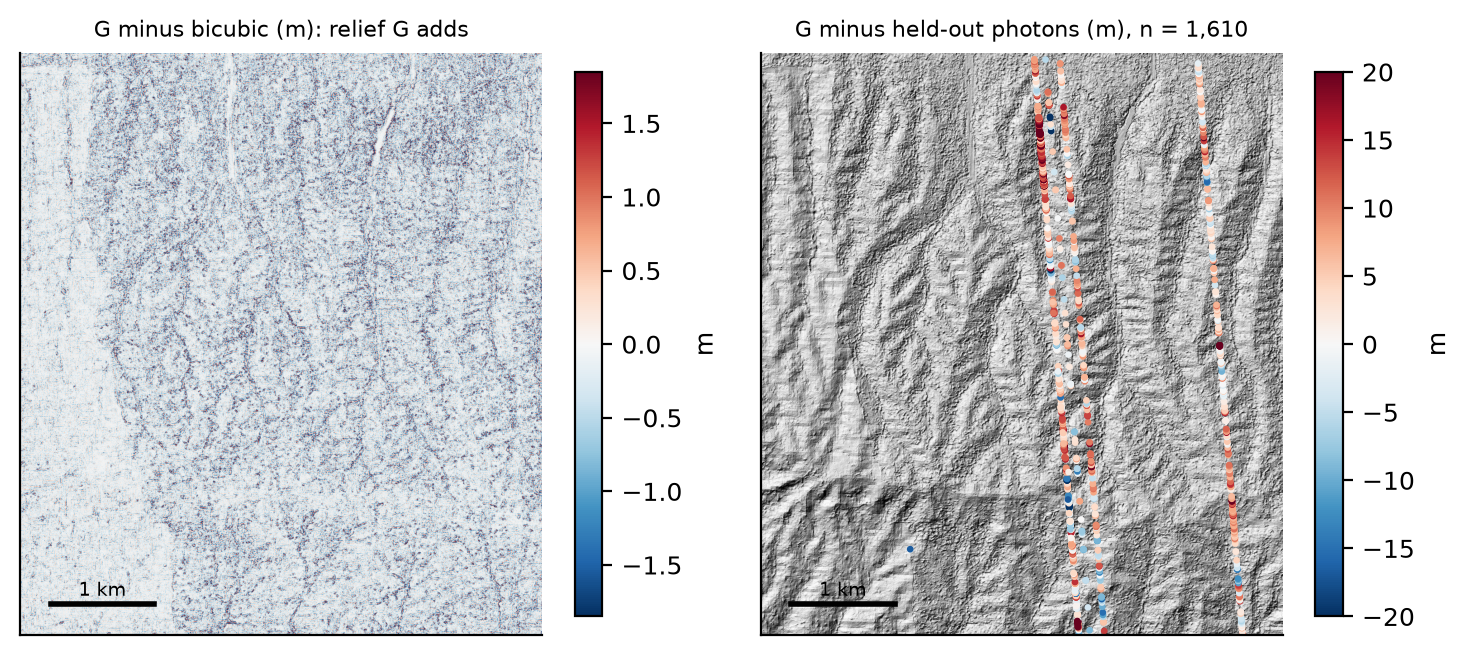 G minus bicubic (m): relief G adds
1.5
1.0
0.5
0.0
−0.5
−1.0
−1.5
m
1 km
G minus held-out photons (m), n = 1,610
20
15
10
5
0
−5
−10
−15
−20
m
1 km